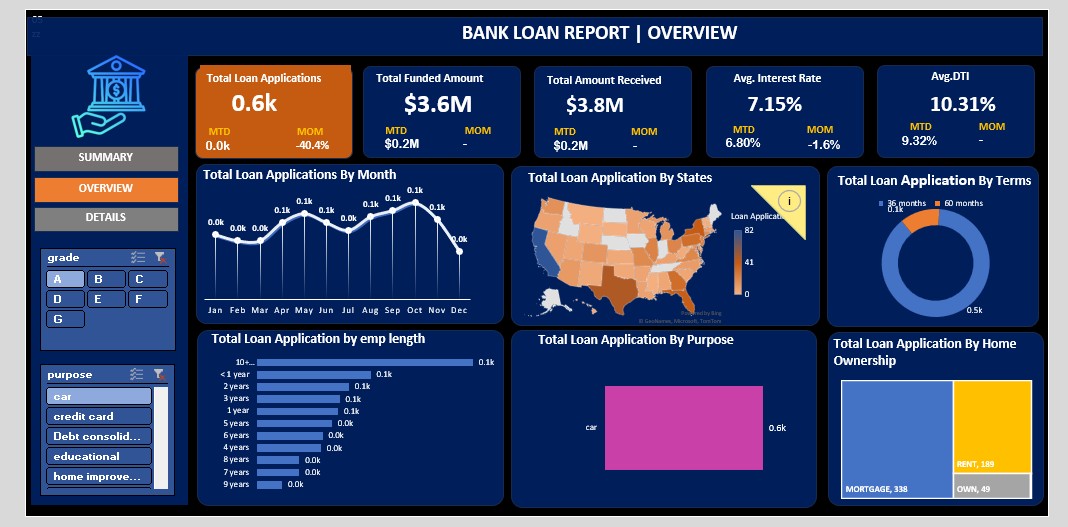 BANK LOAN REPORT | OVERVIEW
Total Loan Applications
0.6k
MTD MOM
0.0k -40.4%
Total Funded Amount
$3.6M
MTD MOM
$0.2M -
Total Amount Received
$3.8M
MTD MOM
$0.2M -
Avg. Interest Rate
7.15%
MTD MOM
6.80% -1.6%
Avg.DTI
10.31%
MTD MOM
9.32% -
SUMMARY
OVERVIEW
DETAILS
grade
A B C
D E F
G
purpose
car
credit card
Debt consolid...
educational
home improve...
Total Loan Applications By Month
0.0k 0.0k 0.0k 0.1k 0.1k 0.0k 0.0k 0.1k 0.1k 0.1k 0.1k 0.0k
Jan Feb Mar Apr May Jun Jul Aug Sep Oct Nov Dec
Total Loan Application By States
i
Loan Applicati
82
41
0
Powered by Bing
© GeoNames, Microsoft, TomTom
Total Loan Application By Terms
36 months 60 months
0.1k
0.5k
Total Loan Application by emp length
10+... 0.1k
< 1 year 0.1k
2 years 0.1k
3 years 0.1k
1 year 0.1k
5 years 0.0k
6 years 0.0k
4 years 0.0k
8 years 0.0k
7 years 0.0k
9 years 0.0k
Total Loan Application By Purpose
car 0.6k
Total Loan Application By Home
Ownership
MORTGAGE, 338
RENT, 185
OWN, 49